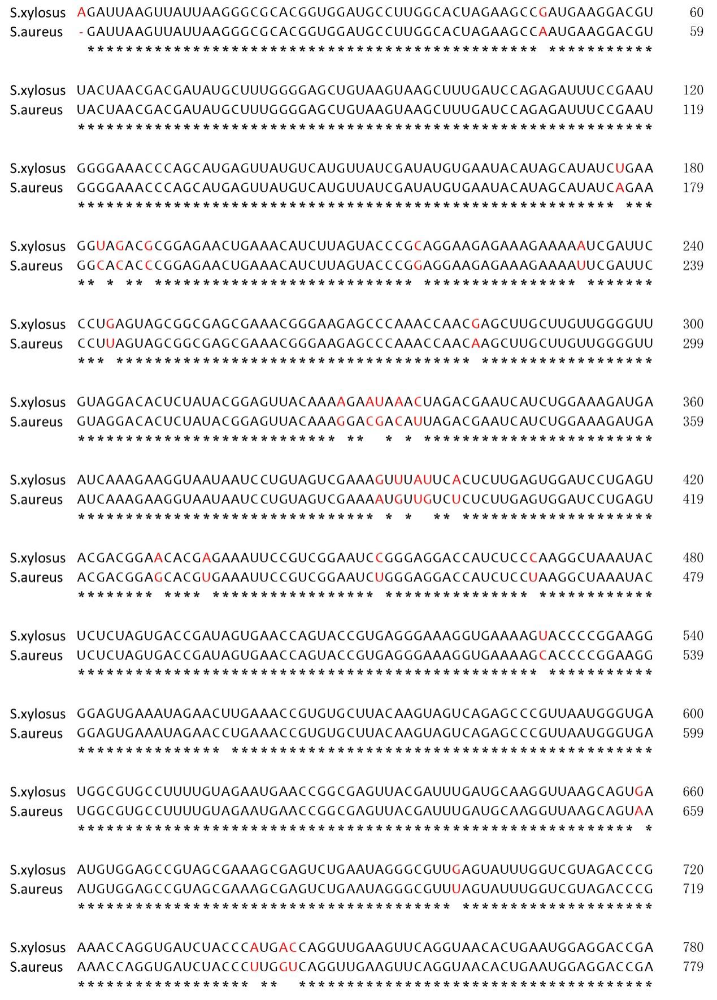 S.xylosus AGAUUAAGUUAUUAAGGGCGCACGGUGGAUGCCUUGGCACUAGAAGCCGAUGAAGGACGU 60
S.aureus -GAUUAAGUUAUUAAGGGCGCACGGUGGAUGCCUUGGCACUAGAAGCCAAUGAAGGACGU 59
*********************************************** ***********
S.xylosus UACUAACGACGAUAUGCUUUGGGGAGCUGUAAGUAAGCUUUGAUCCAGAGAUUUCCGAAU 120
S.aureus UACUAACGACGAUAUGCUUUGGGGAGCUGUAAGUAAGCUUUGAUCCAGAGAUUUCCGAAU 119
************************************************************
S.xylosus GGGGAAACCCAGCAUGAGUUAUGUCAUGUUAUCGAUAUGUGAAUACAUAGCAUAUCUGAA 180
S.aureus GGGGAAACCCAGCAUGAGUUAUGUCAUGUUAUCGAUAUGUGAAUACAUAGCAUAUCAGAA 179
******************************************************** ***
S.xylosus GGUAGACGCGGAGAACUGAAACAUCUUAGUACCCGCAGGAAGAGAAAGAAAAAUCGAUUC 240
S.aureus GGCACACCCGGAGAACUGAAACAUCUUAGUACCCGGAGGAAGAGAAAGAAAAUUCGAUUC 239
** * ** *************************** **************** *******
S.xylosus CCUGAGUAGCGGCGAGCGAAACGGGAAGAGCCCAAACCAACGAGCUUGCUUGUUGGGGUU 300
S.aureus CCUUAGUAGCGGCGAGCGAAACGGGAAGAGCCCAAACCAACAAGCUUGCUUGUUGGGGUU 299
*** ************************************* ******************
S.xylosus GUAGGACACUCUAUACGGAGUUACAAAAGAAUAAACUAGACGAAUCAUCUGGAAAGAUGA 360
S.aureus GUAGGACACUCUAUACGGAGUUACAAAGGACGACAUUAGACGAAUCAUCUGGAAAGAUGA 359
*************************** **  * * ************************
S.xylosus AUCAAAGAAGGUAAUAAUCCUGUAGUCGAAAGUUUAUUCACUCUUGAGUGGAUCCUGAGU 420
S.aureus AUCAAAGAAGGUAAUAAUCCUGUAGUCGAAAAUGUUGUCUCUCUUGAGUGGAUCCUGAGU 419
******************************* * *  ** ********************
S.xylosus ACGACGGAACACGAGAAAUUCCGUCGGAAUCCGGGAGGACCAUCUCCCAAGGCUAAAUAC 480
S.aureus ACGACGGAGCACGUGAAAUUCCGUCGGAAUCUGGGAGGACCAUCUCCUAAGGCUAAAUAC 479
******** **** ***************** *************** ************
S.xylosus UCUCUAGUGACCGAUAGUGAACCAGUACCGUGAGGGAAAGGUGAAAAGUACCCCGGAAGG 540
S.aureus UCUCUAGUGACCGAUAGUGAACCAGUACCGUGAGGGAAAGGUGAAAAGCACCCCGGAAGG 539
************************************************ ***********
S.xylosus GGAGUGAAAUAGAACUUGAAACCGUGUGCUUACAAGUAGUCAGAGCCCGUUAAUGGGUGA 600
S.aureus GGAGUGAAAUAGAACCUGAAACCGUGUGCUUACAAGUAGUCAGAGCCCGUUAAUGGGUGA 599
*************** ********************************************
S.xylosus UGGCGUGCCUUUUGUAGAAUGAACCGGCGAGUUACGAUUUGAUGCAAGGUUAAGCAGUGA 660
S.aureus UGGCGUGCCUUUUGUAGAAUGAACCGGCGAGUUACGAUUUGAUGCAAGGUUAAGCAGUAA 659
********************************************************** *
S.xylosus AUGUGGAGCCGUAGCGAAAGCGAGUCUGAAUAGGGCGUUGAGUAUUUGGUCGUAGACCCG 720
S.aureus AUGUGGAGCCGUAGCGAAAGCGAGUCUGAAUAGGGCGUUUAGUAUUUGGUCGUAGACCCG 719
*************************************** ********************
S.xylosus AAACCAGGUGAUCUACCCAUGACCAGGUUGAAGUUCAGGUAACACUGAAUGGAGGACCGA 780
S.aureus AAACCAGGUGAUCUACCCUUGGUCAGGUUGAAGUUCAGGUAACACUGAAUGGAGGACCGA 779
****************** **  *************************************